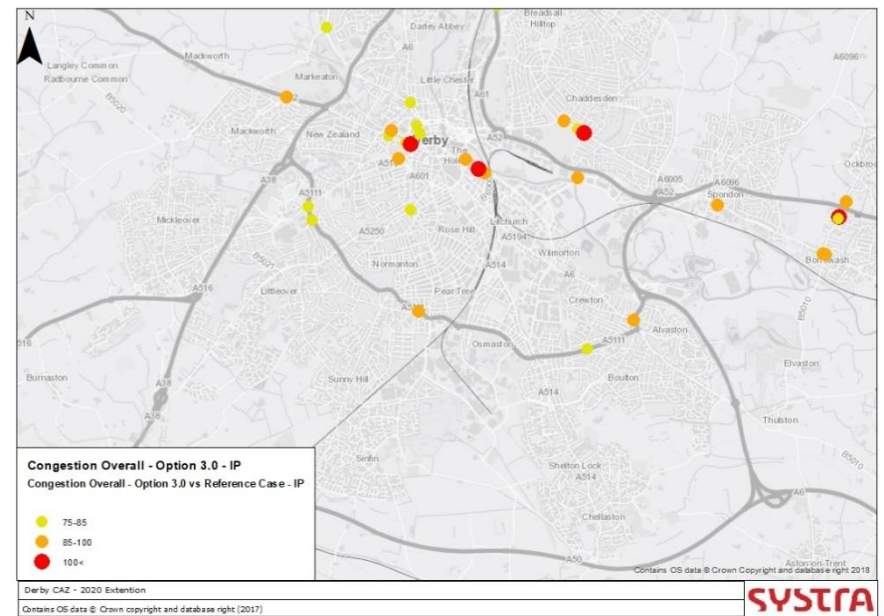 N
Breadsall
Hilltop
Darley Abbey
A6
Mackworth
A6096
Langley Common
Radbourne Common
Markeaton
Little Chester
A61
Chaddesden
B5020
Mackworth
New Zealand
A52
Derby
The
A601
Ockbrook
A38
A5111
A6005
A6096
A52
Spondon
Mickleover
Litchurch
A5250
Rose Hill
A5194
Wilmorton
Borrowash
B5021
Normanton
A514
A6
A516
Littleover
Pear Tree
Crewton
B5010
Osmaston
A5111
Alvaston
Elvaston
Burnaston
A38
Sunny Hill
A514
Boulton
A38
Thulston
Sinfin
Shelton Lock
A514
B5010
Chellaston
A6
A50
Aston-on-Trent
Contains OS data © Crown Copyright and database right 2018
Congestion Overall - Option 3.0 - IP
Congestion Overall - Option 3.0 vs Reference Case - IP
75-85
85-100
100<
Derby CAZ - 2020 Extention
Contains OS data © Crown copyright and database right (2017)
SYSTRA